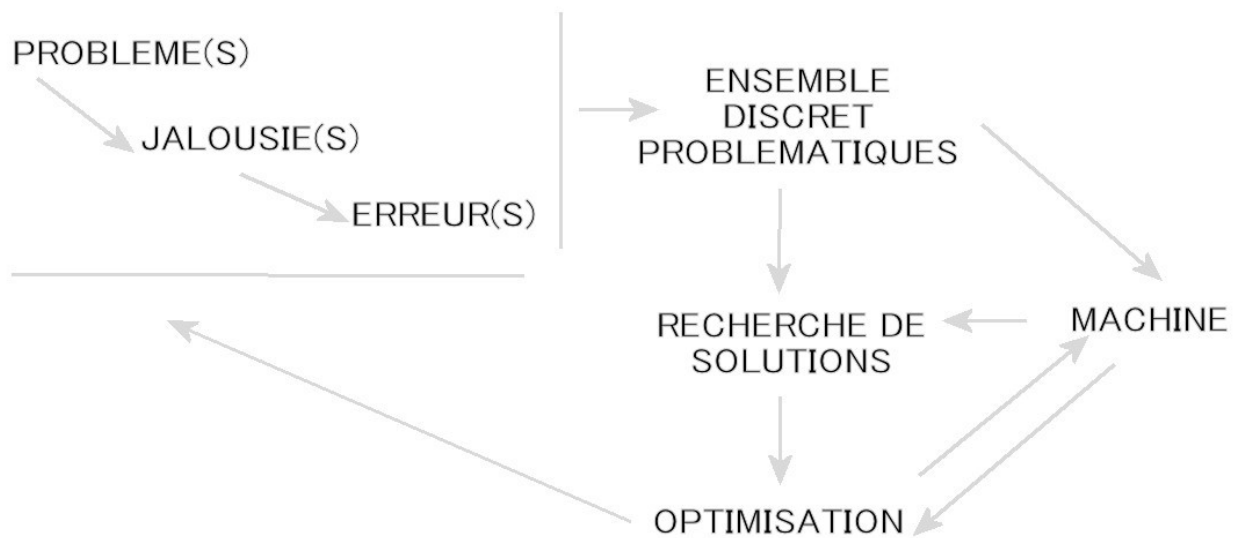 PROBLEME(S)
JALOUSIE(S)
ERREUR(S)
ENSEMBLE
DISCRET
PROBLEMATIQUES
RECHERCHE DE
SOLUTIONS
MACHINE
OPTIMISATION